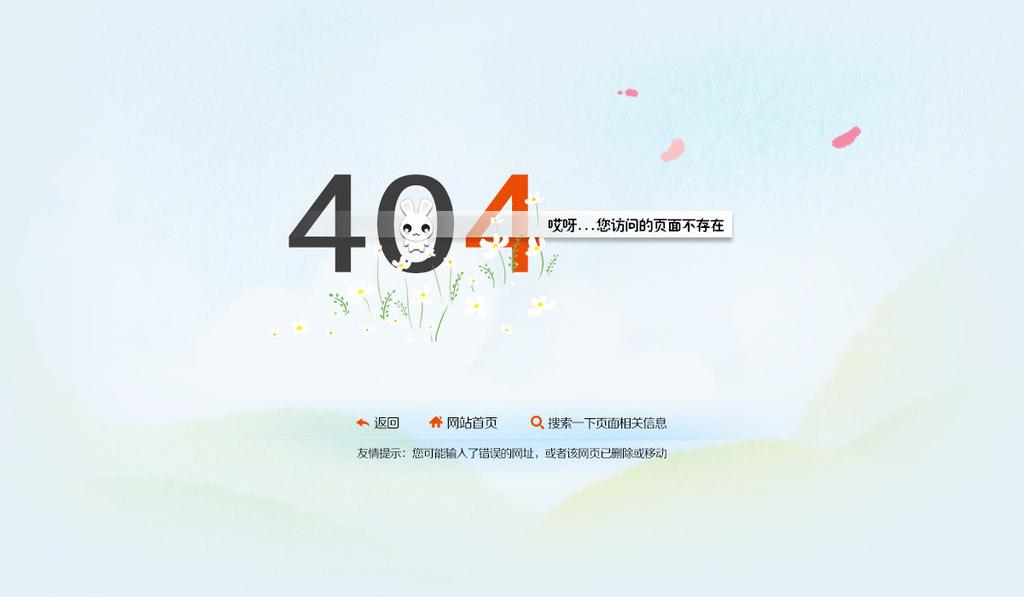 404
哎呀...您访问的页面不存在
返回 网站首页 搜索一下页面相关信息
友情提示：您可能输入了错误的网址，或者该网页已删除或移动